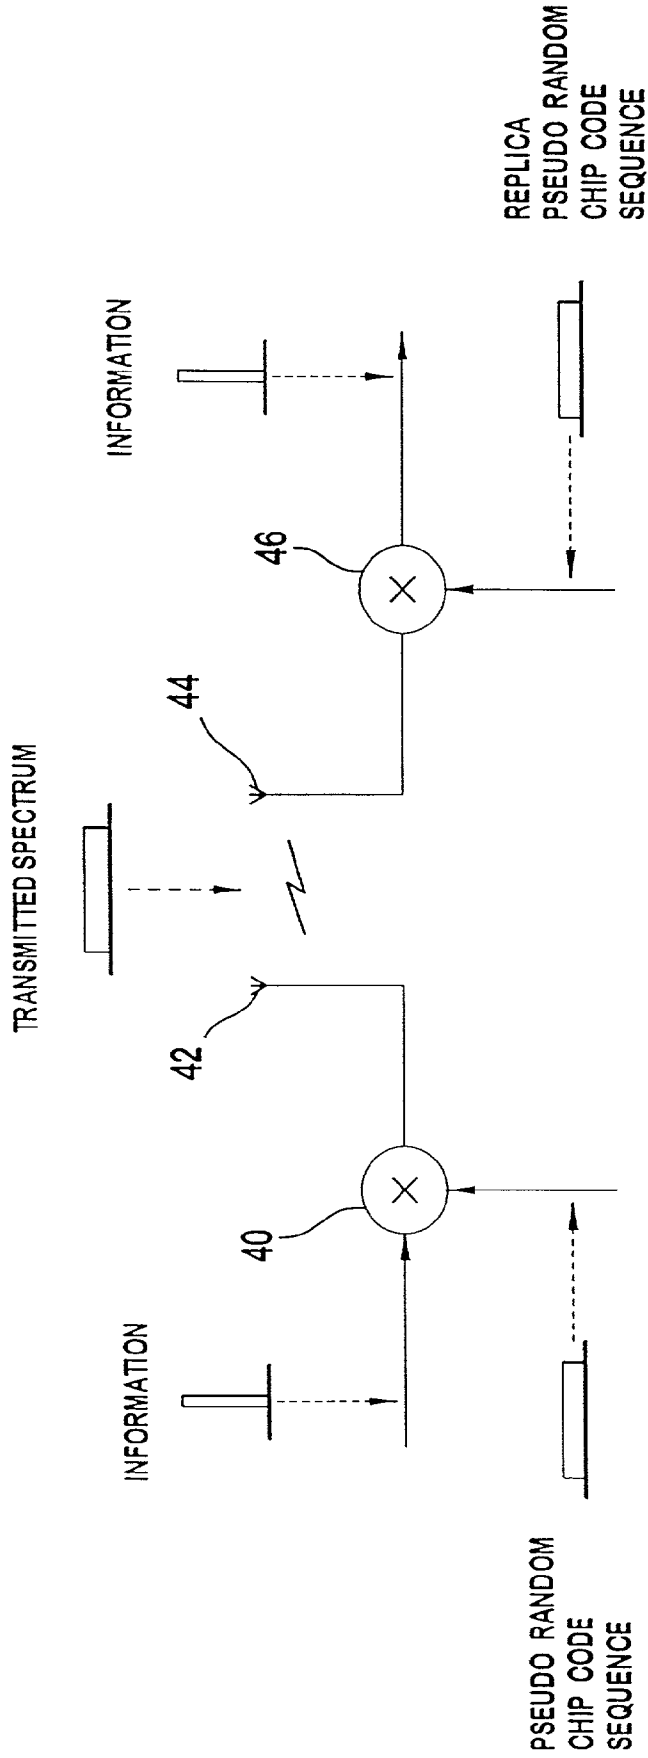 TRANSMITTED SPECTRUM
INFORMATION
40
42
44
46
INFORMATION
PSEUDO RANDOM
CHIP CODE
SEQUENCE
REPLICA
PSEUDO RANDOM
CHIP CODE
SEQUENCE